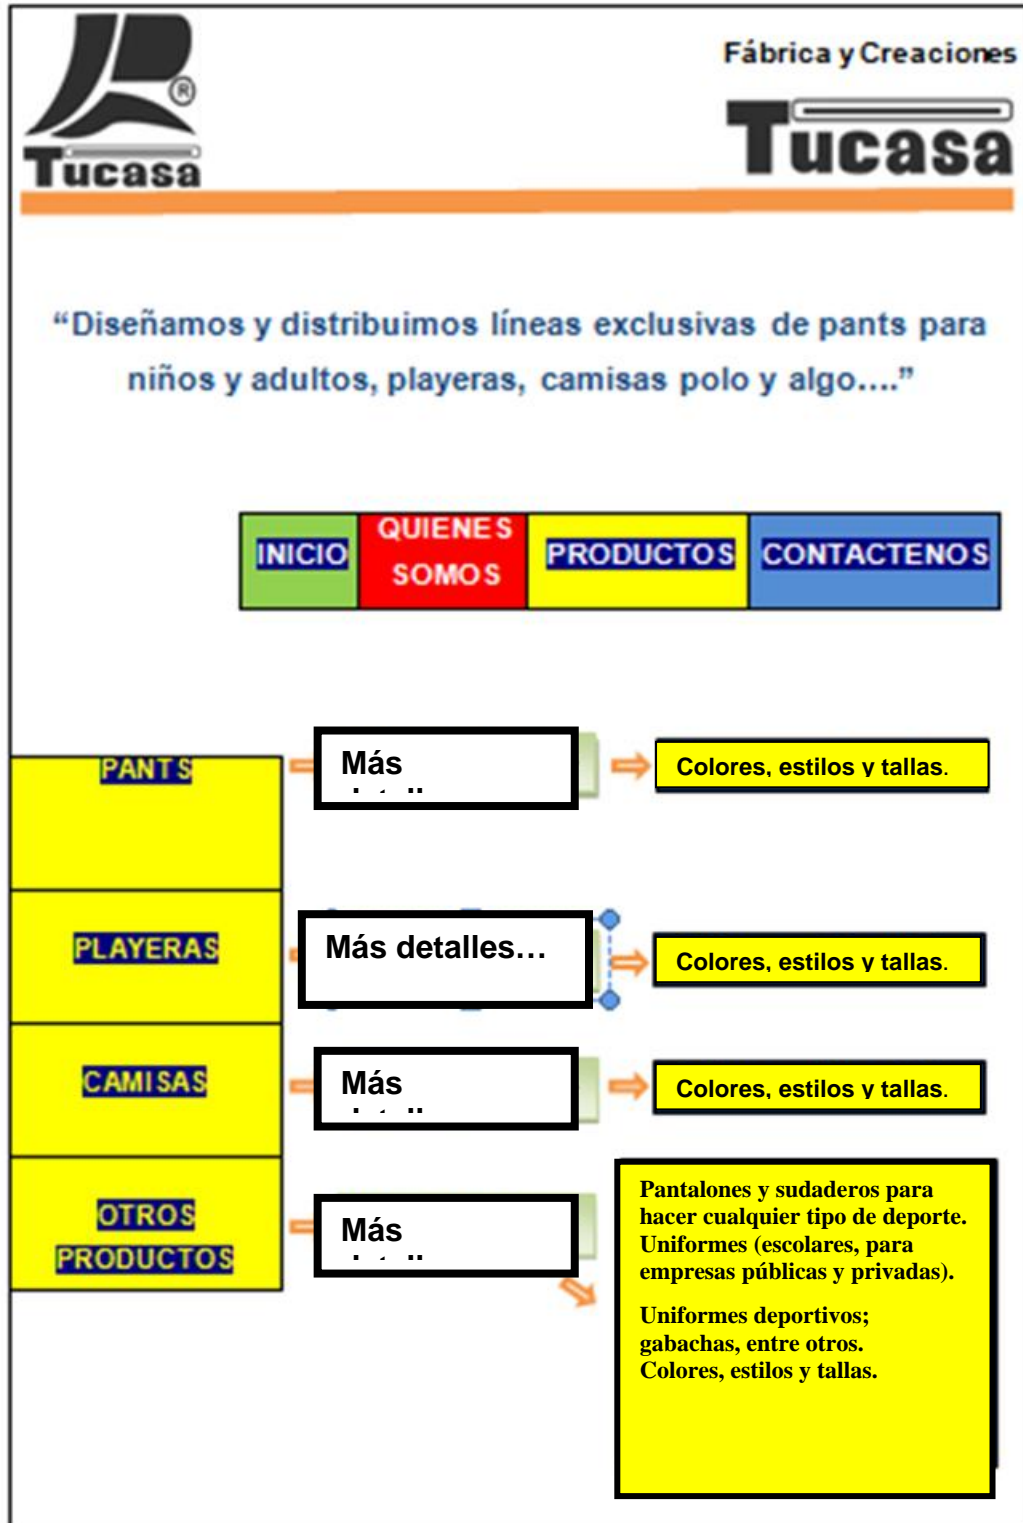 Tucasa
®
Fábrica y Creaciones
Tucasa
“Diseñamos y distribuimos líneas exclusivas de pants para
niños y adultos, playeras, camisas polo y algo....”
INICIO
QUIENES
SOMOS
PRODUCTOS
CONTACTENOS
PANTS
Más
Colores, estilos y tallas.
PLAYERAS
Más detalles...
Colores, estilos y tallas.
CAMISAS
Más
Colores, estilos y tallas.
OTROS
PRODUCTOS
Más
Pantalones y sudaderos para
hacer cualquier tipo de deporte.
Uniformes (escolares, para
empresas públicas y privadas).
Uniformes deportivos;
gabachas, entre otros.
Colores, estilos y tallas.